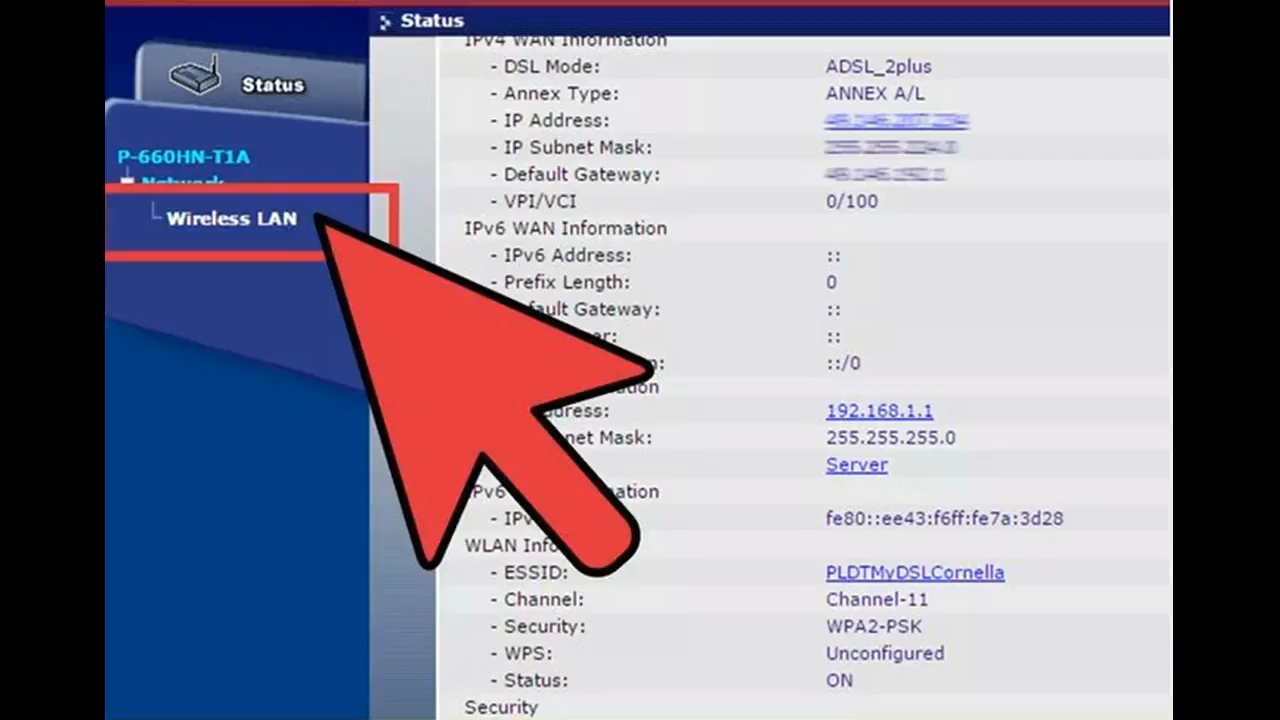 Status
Status
P-660HN-T1A
Network
Wireless LAN
IPv4 WAN Information
- DSL Mode: ADSL_2plus
- Annex Type: ANNEX A/L
- IP Address:
- IP Subnet Mask:
- Default Gateway:
- VPI/VCI 0/100
IPv6 WAN Information
- IPv6 Address: ::
- Prefix Length: 0
Gateway: ::
::
::/0
192.168.1.1
Mask: 255.255.255.0
Server
- ESSID: PLDTMyDSLCornella
fe80::ee43:f6ff:fe7a:3d28
WLAN
- Channel: Channel-11
- Security: WPA2-PSK
- WPS: Unconfigured
- Status: ON
Security